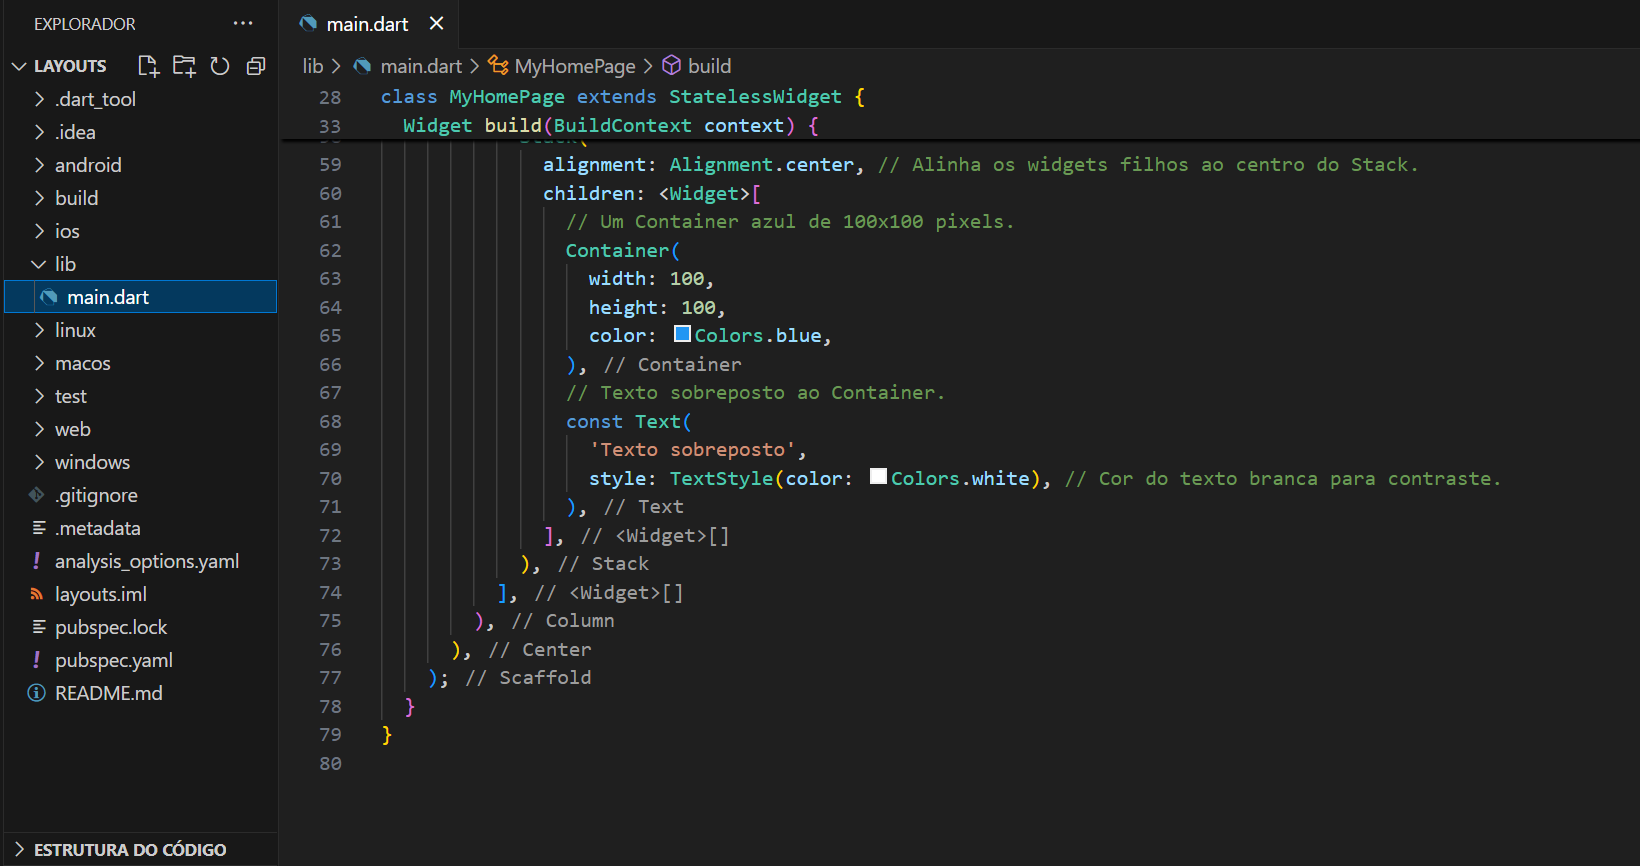 EXPLORADOR ···
LAYOUTS
.dart_tool
.idea
android
build
ios
lib
main.dart
linux
macos
test
web
windows
.gitignore
.metadata
! analysis_options.yaml
layouts.iml
pubspec.lock
! pubspec.yaml
README.md
ESTRUTURA DO CÓDIGO
main.dart
lib > main.dart > MyHomePage > build
28 class MyHomePage extends StatelessWidget {
33 Widget build(BuildContext context) {
59 alignment: Alignment.center, // Alinha os widgets filhos ao centro do Stack.
60 children: <Widget>[
61 // Um Container azul de 100x100 pixels.
62 Container(
63 width: 100,
64 height: 100,
65 color: Colors.blue,
66 ), // Container
67 // Texto sobreposto ao Container.
68 const Text(
69 'Texto sobreposto',
70 style: TextStyle(color: Colors.white), // Cor do texto branca para contraste.
71 ), // Text
72 ], // <Widget>[]
73 ), // Stack
74 ], // <Widget>[]
75 ), // Column
76 ), // Center
77 ); // Scaffold
78 }
79 }
80